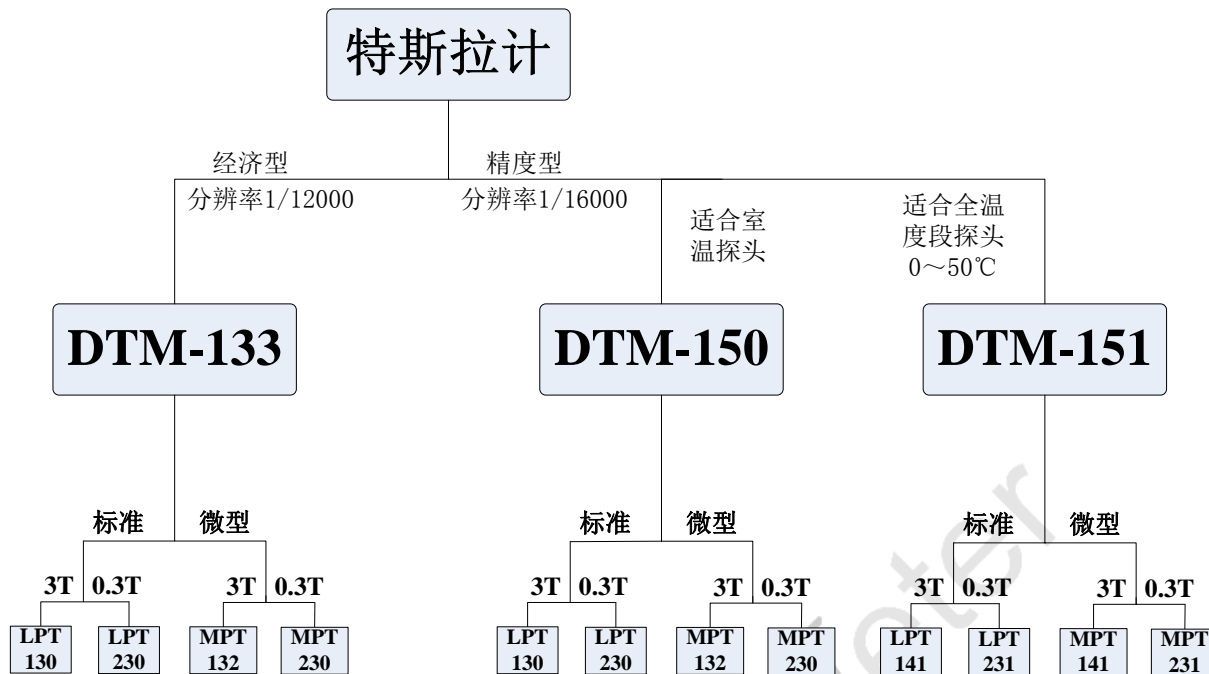 特斯拉计
经济型
分辨率1/12000
精度型
分辨率1/16000
适合室
温探头
适合全温
度段探头
0～50℃
DTM-133
DTM-150
DTM-151
标准 微型
标准 微型
标准 微型
3T 0.3T
3T 0.3T
3T 0.3T
3T 0.3T
3T 0.3T
3T 0.3T
LPT
130
LPT
230
MPT
132
MPT
230
LPT
130
LPT
230
MPT
132
MPT
230
LPT
141
LPT
231
MPT
141
MPT
231